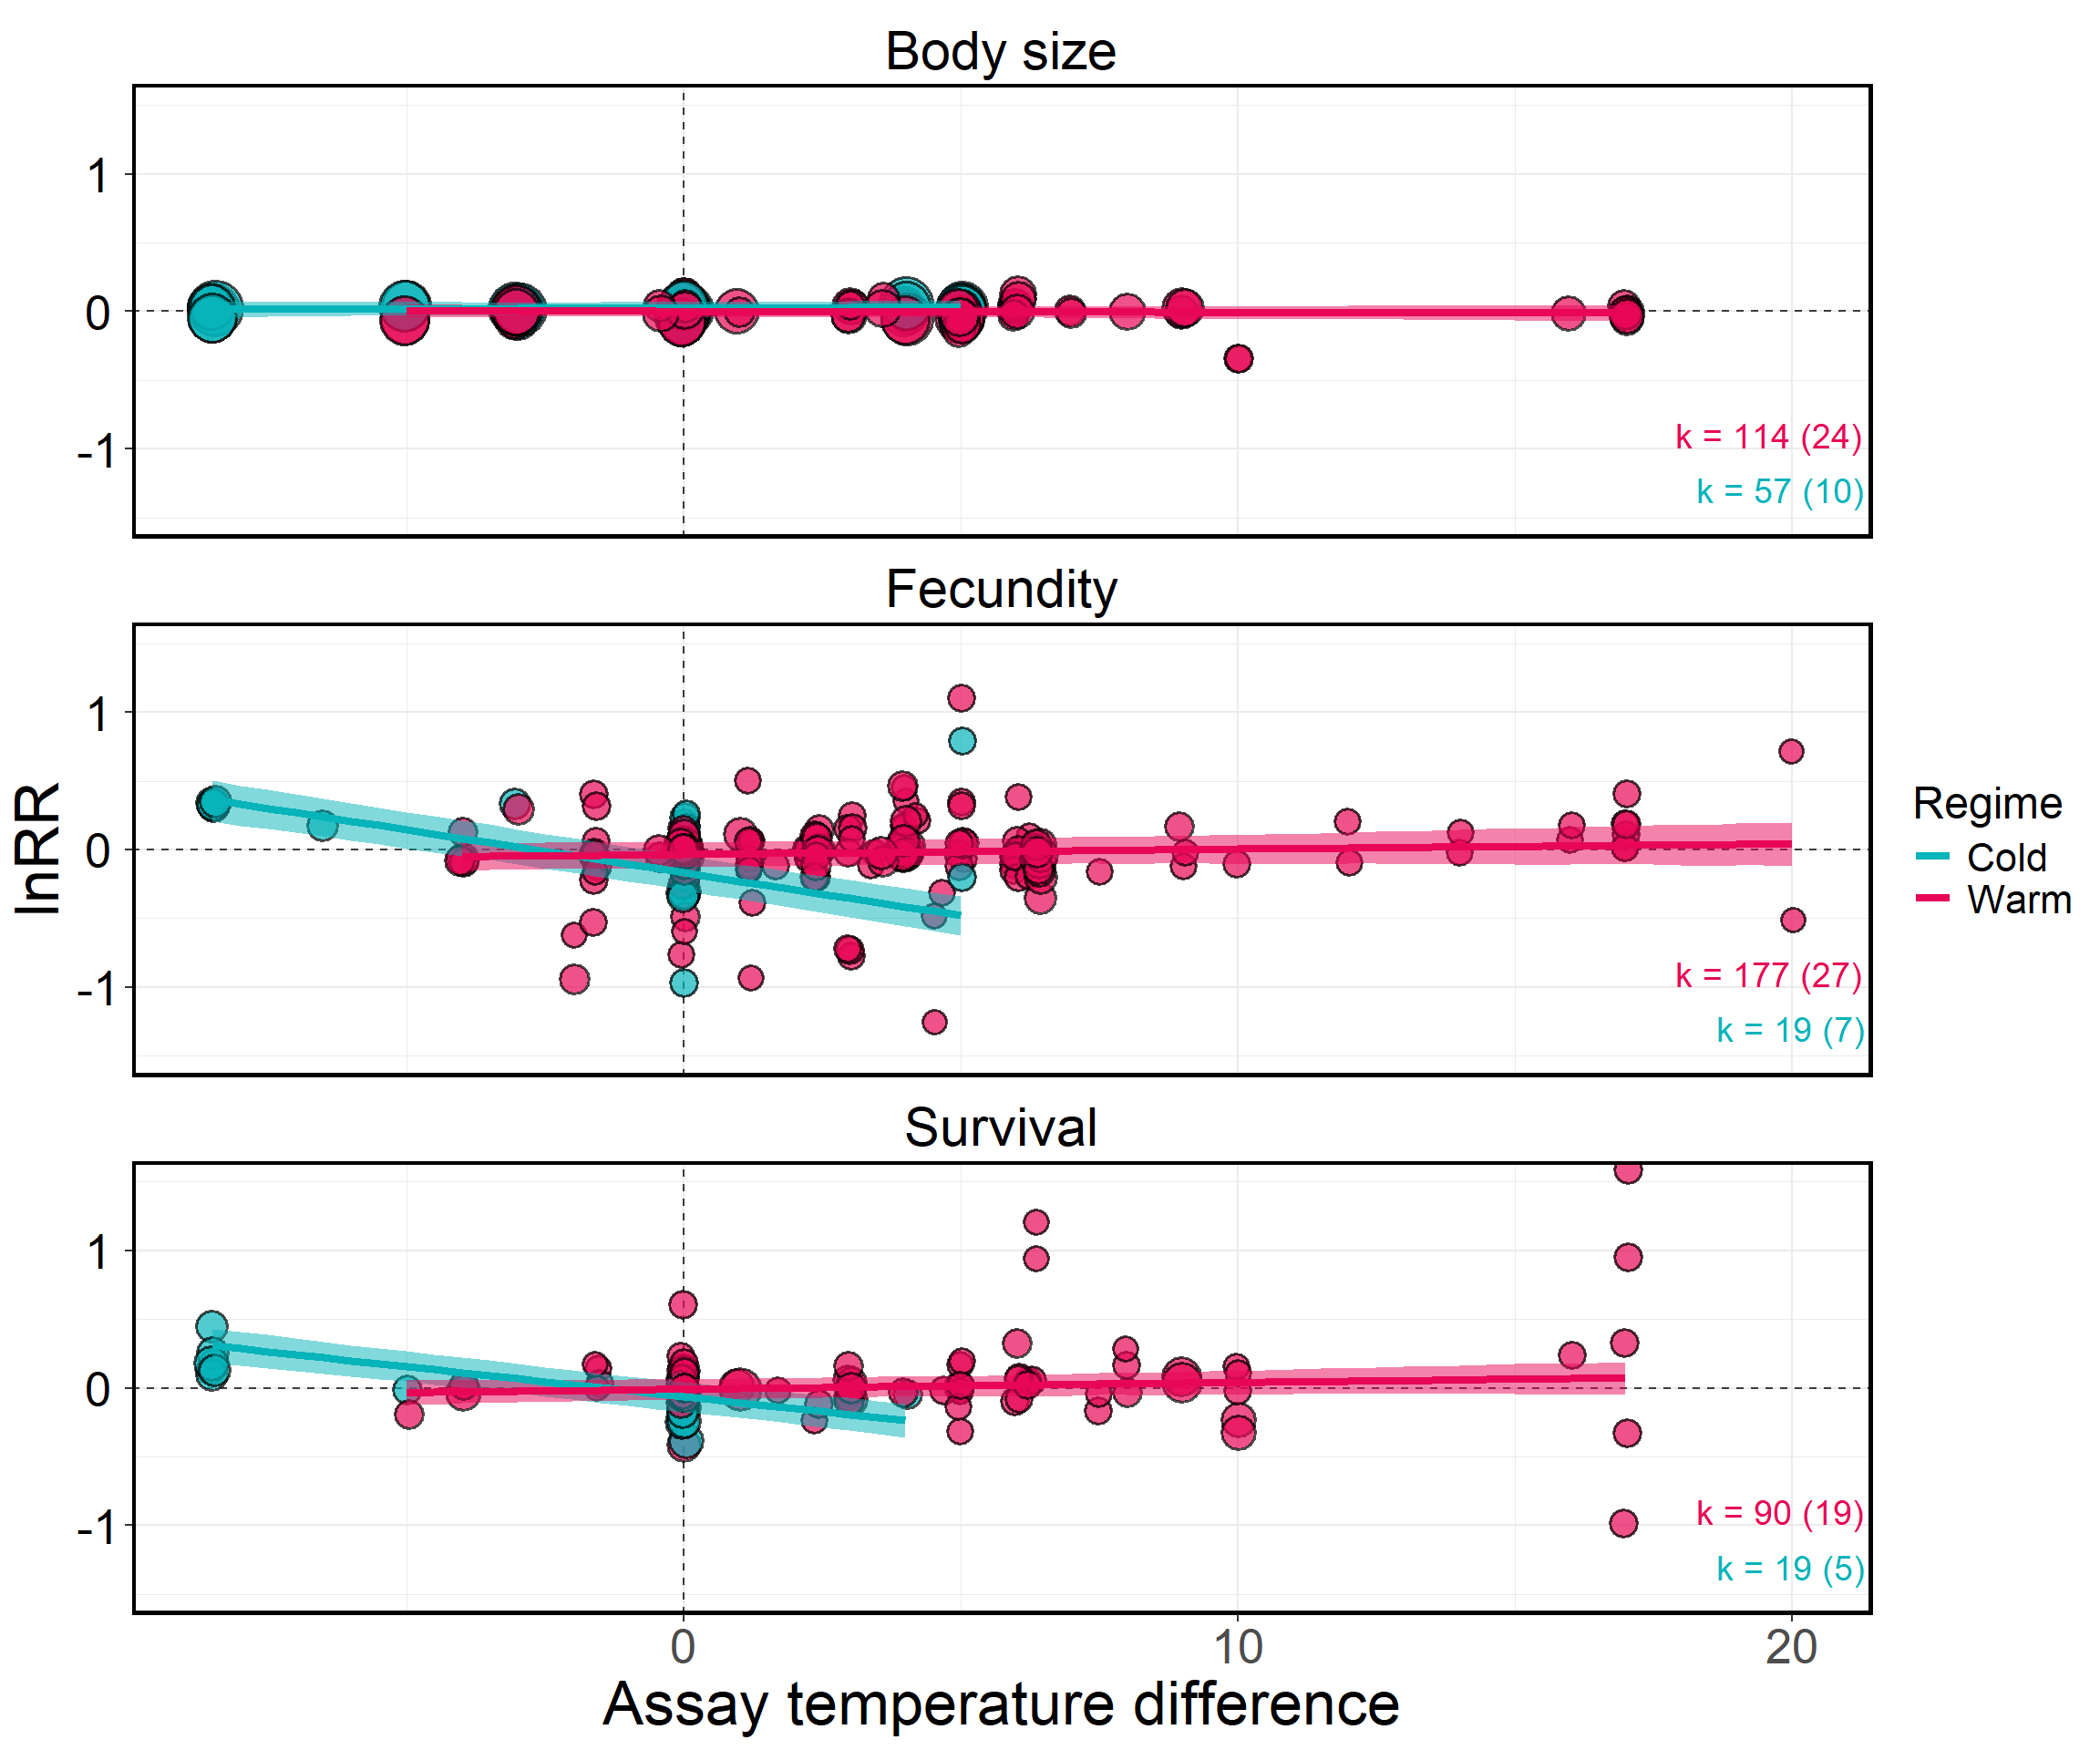 Body size
1
0
-1
k = 114 (24)
k = 57 (10)
Fecundity
1
0
-1
k = 177 (27)
k = 19 (7)
Survival
1
0
-1
k = 90 (19)
k = 19 (5)
0 10 20
Assay temperature difference
lnRR
Regime
Cold
Warm